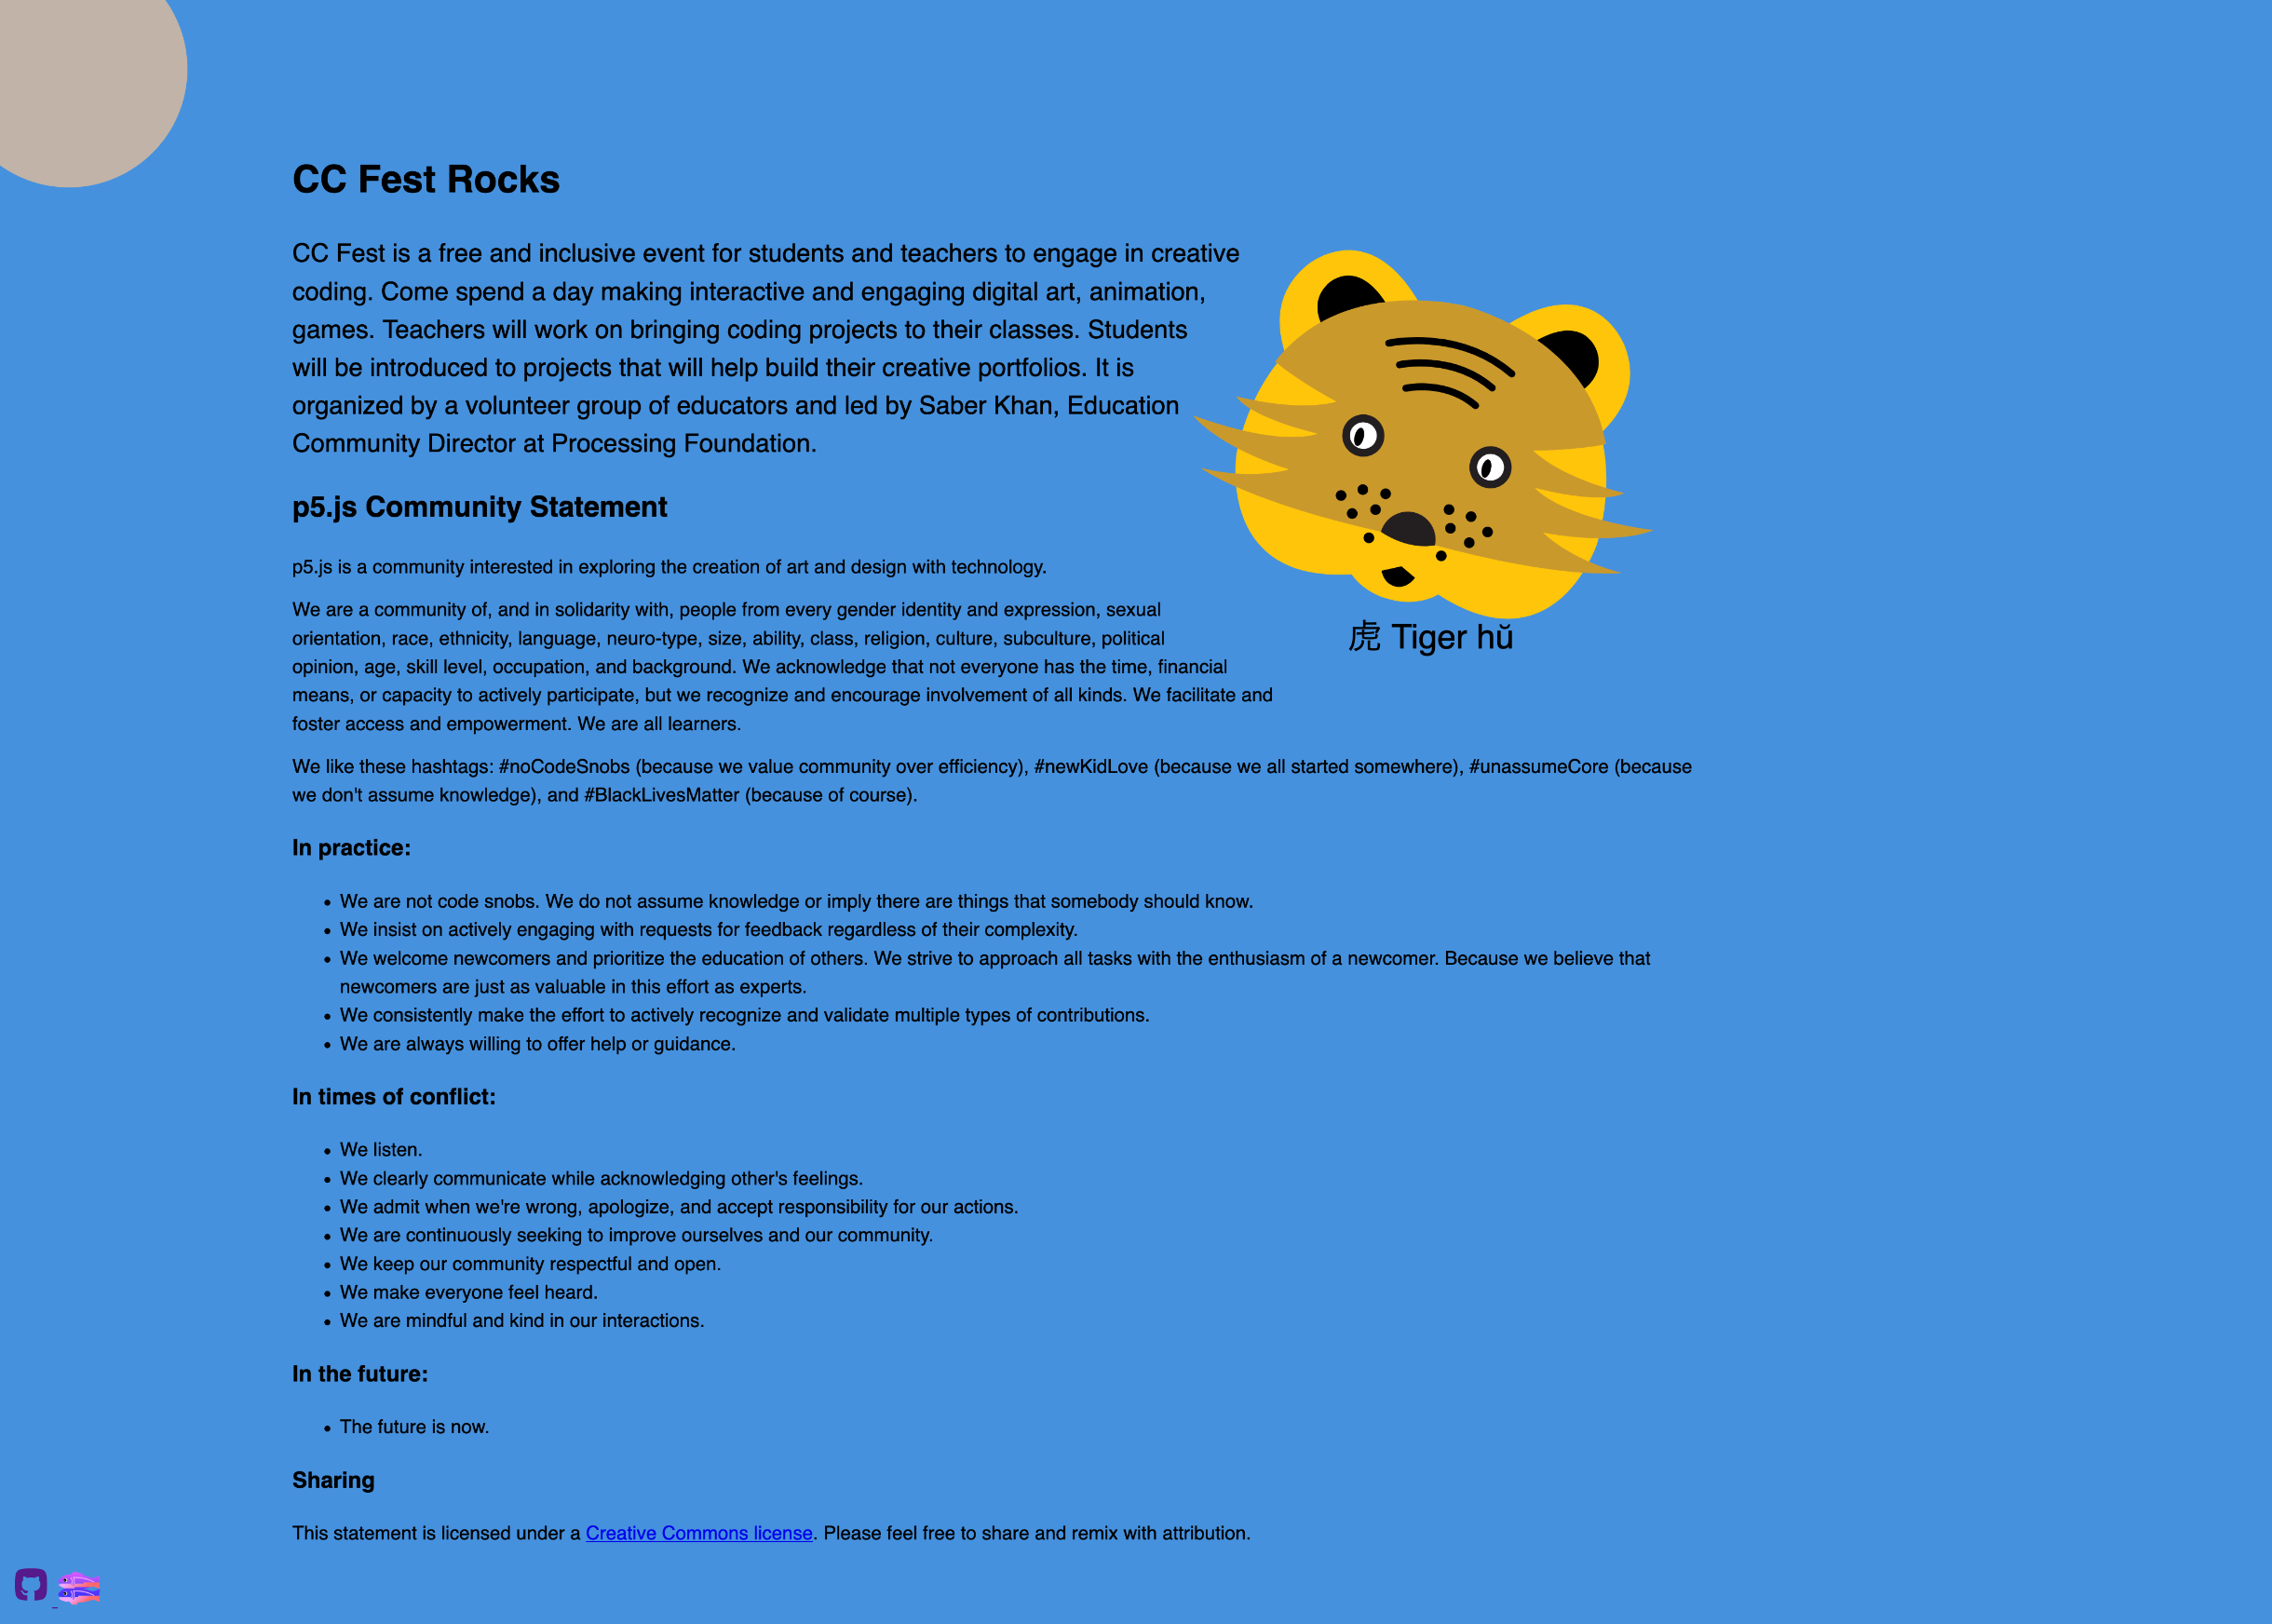 CC Fest Rocks
CC Fest is a free and inclusive event for students and teachers to engage in creative
coding. Come spend a day making interactive and engaging digital art, animation,
games. Teachers will work on bringing coding projects to their classes. Students
will be introduced to projects that will help build their creative portfolios. It is
organized by a volunteer group of educators and led by Saber Khan, Education
Community Director at Processing Foundation.
虎 Tiger hŭ
p5.js Community Statement
p5.js is a community interested in exploring the creation of art and design with technology.
We are a community of, and in solidarity with, people from every gender identity and expression, sexual
orientation, race, ethnicity, language, neuro-type, size, ability, class, religion, culture, subculture, political
opinion, age, skill level, occupation, and background. We acknowledge that not everyone has the time, financial
means, or capacity to actively participate, but we recognize and encourage involvement of all kinds. We facilitate and
foster access and empowerment. We are all learners.
We like these hashtags: #noCodeSnobs (because we value community over efficiency), #newKidLove (because we all started somewhere), #unassumeCore (because
we don't assume knowledge), and #BlackLivesMatter (because of course).
In practice:
• We are not code snobs. We do not assume knowledge or imply there are things that somebody should know.
• We insist on actively engaging with requests for feedback regardless of their complexity.
• We welcome newcomers and prioritize the education of others. We strive to approach all tasks with the enthusiasm of a newcomer. Because we believe that
newcomers are just as valuable in this effort as experts.
• We consistently make the effort to actively recognize and validate multiple types of contributions.
• We are always willing to offer help or guidance.
In times of conflict:
• We listen.
• We clearly communicate while acknowledging other's feelings.
• We admit when we're wrong, apologize, and accept responsibility for our actions.
• We are continuously seeking to improve ourselves and our community.
• We keep our community respectful and open.
• We make everyone feel heard.
• We are mindful and kind in our interactions.
In the future:
• The future is now.
Sharing
This statement is licensed under a Creative Commons license. Please feel free to share and remix with attribution.